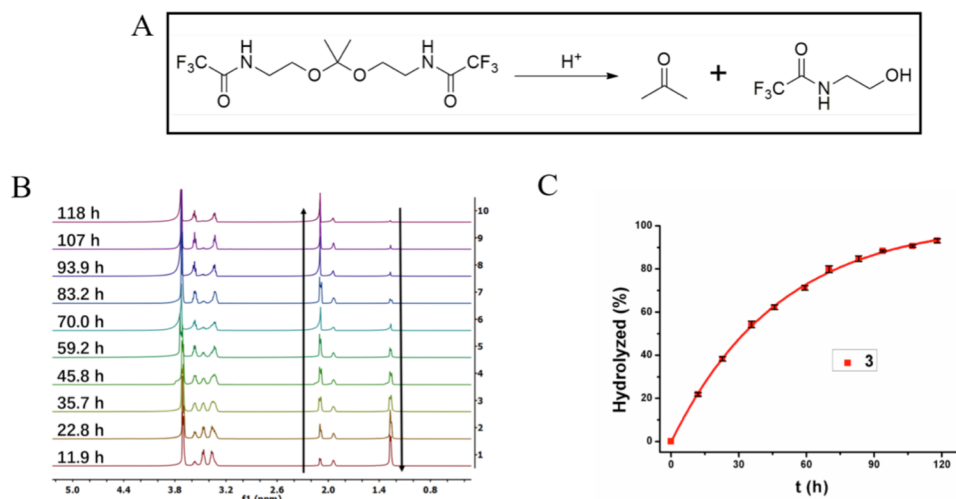 A
F₃C
O
H
N
O
O
H
N
O
CF₃
H⁺
O
+
O
F₃C
N
H
OH
B
118 h
107 h
93.9 h
83.2 h
70.0 h
59.2 h
45.8 h
35.7 h
22.8 h
11.9 h
10
9
8
7
6
5
4
3
2
1
5.0 4.4 3.8 3.2 2.6 2.0 1.4 0.8
f1 (ppm)
C
Hydrolyzed (%)
100
80
60
40
20
0
3
0 30 60 90 120
t (h)